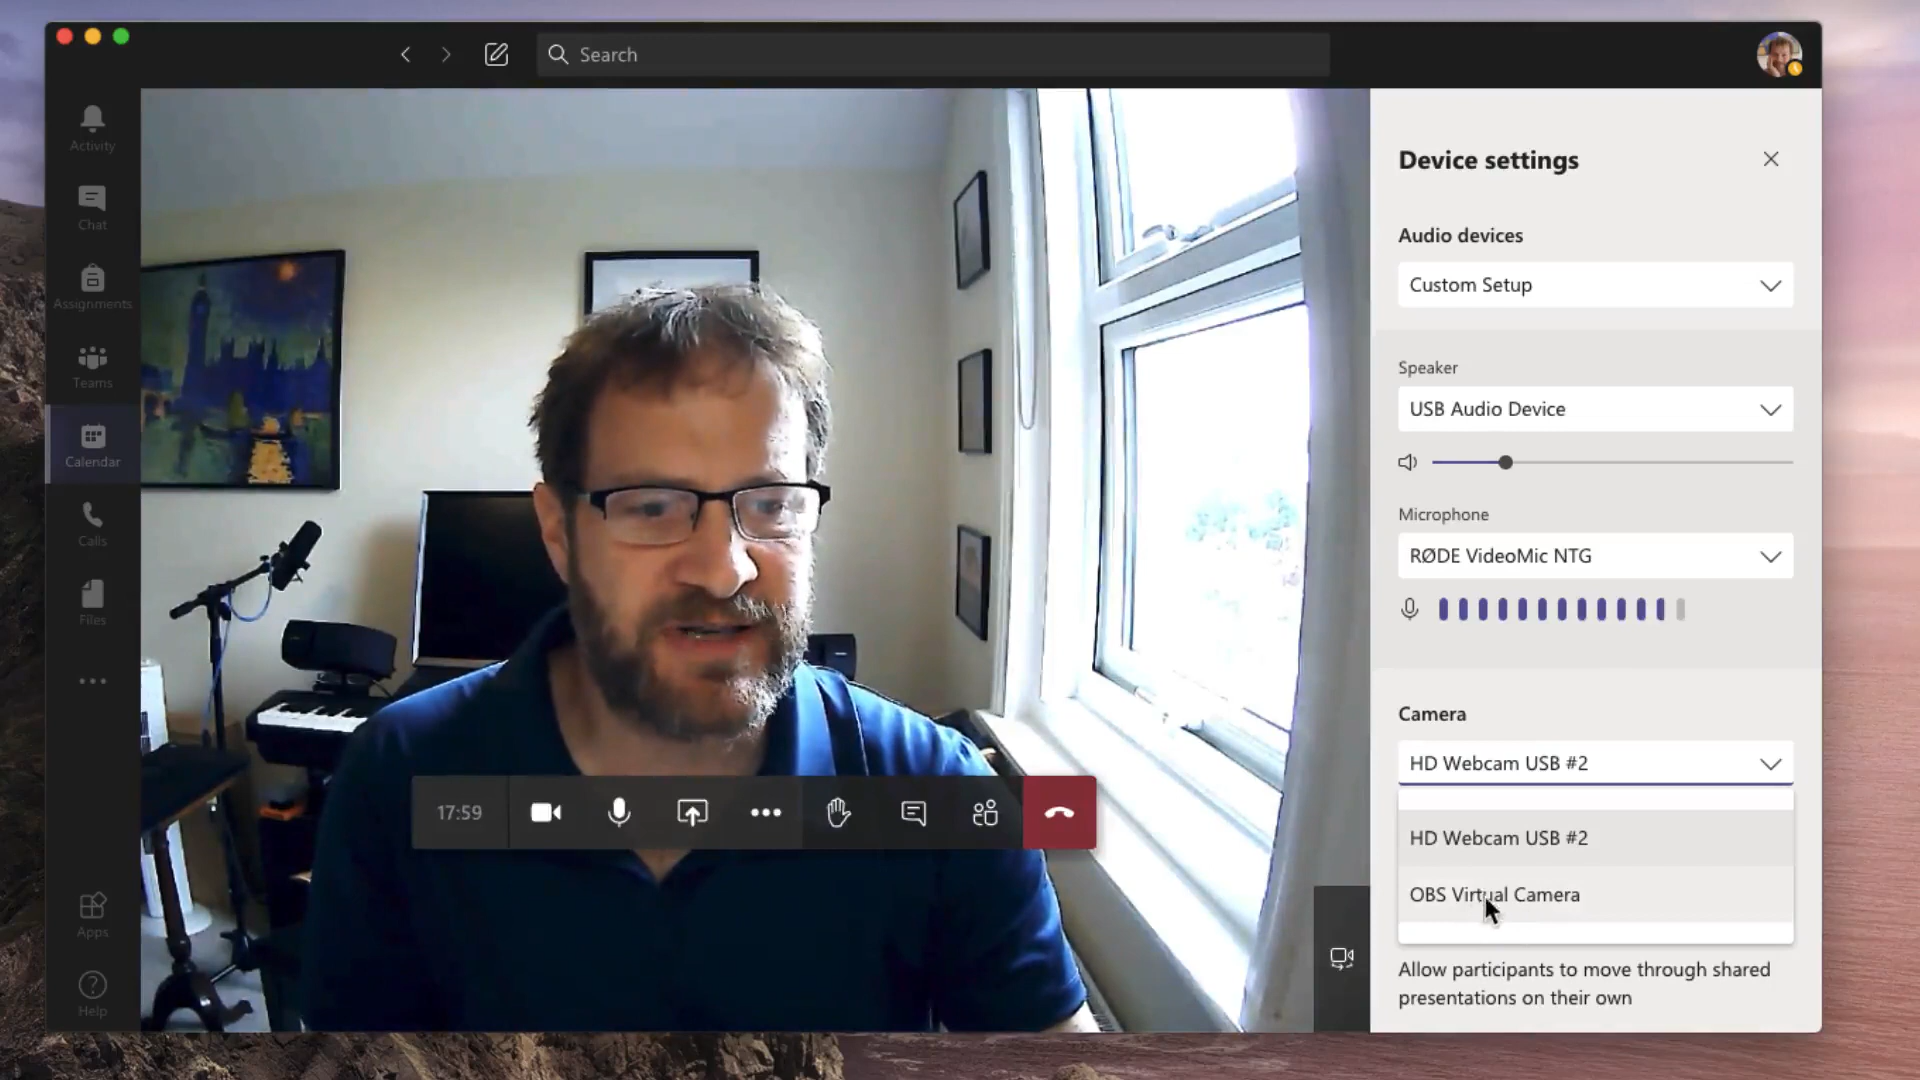 Search
Activity
Chat
Assignments
Teams
Calendar
Calls
Files
Apps
Help
17:59
Device settings
Audio devices
Custom Setup
Speaker
USB Audio Device
Microphone
RØDE VideoMic NTG
Camera
HD Webcam USB #2
HD Webcam USB #2
OBS Virtual Camera
Allow participants to move through shared
presentations on their own